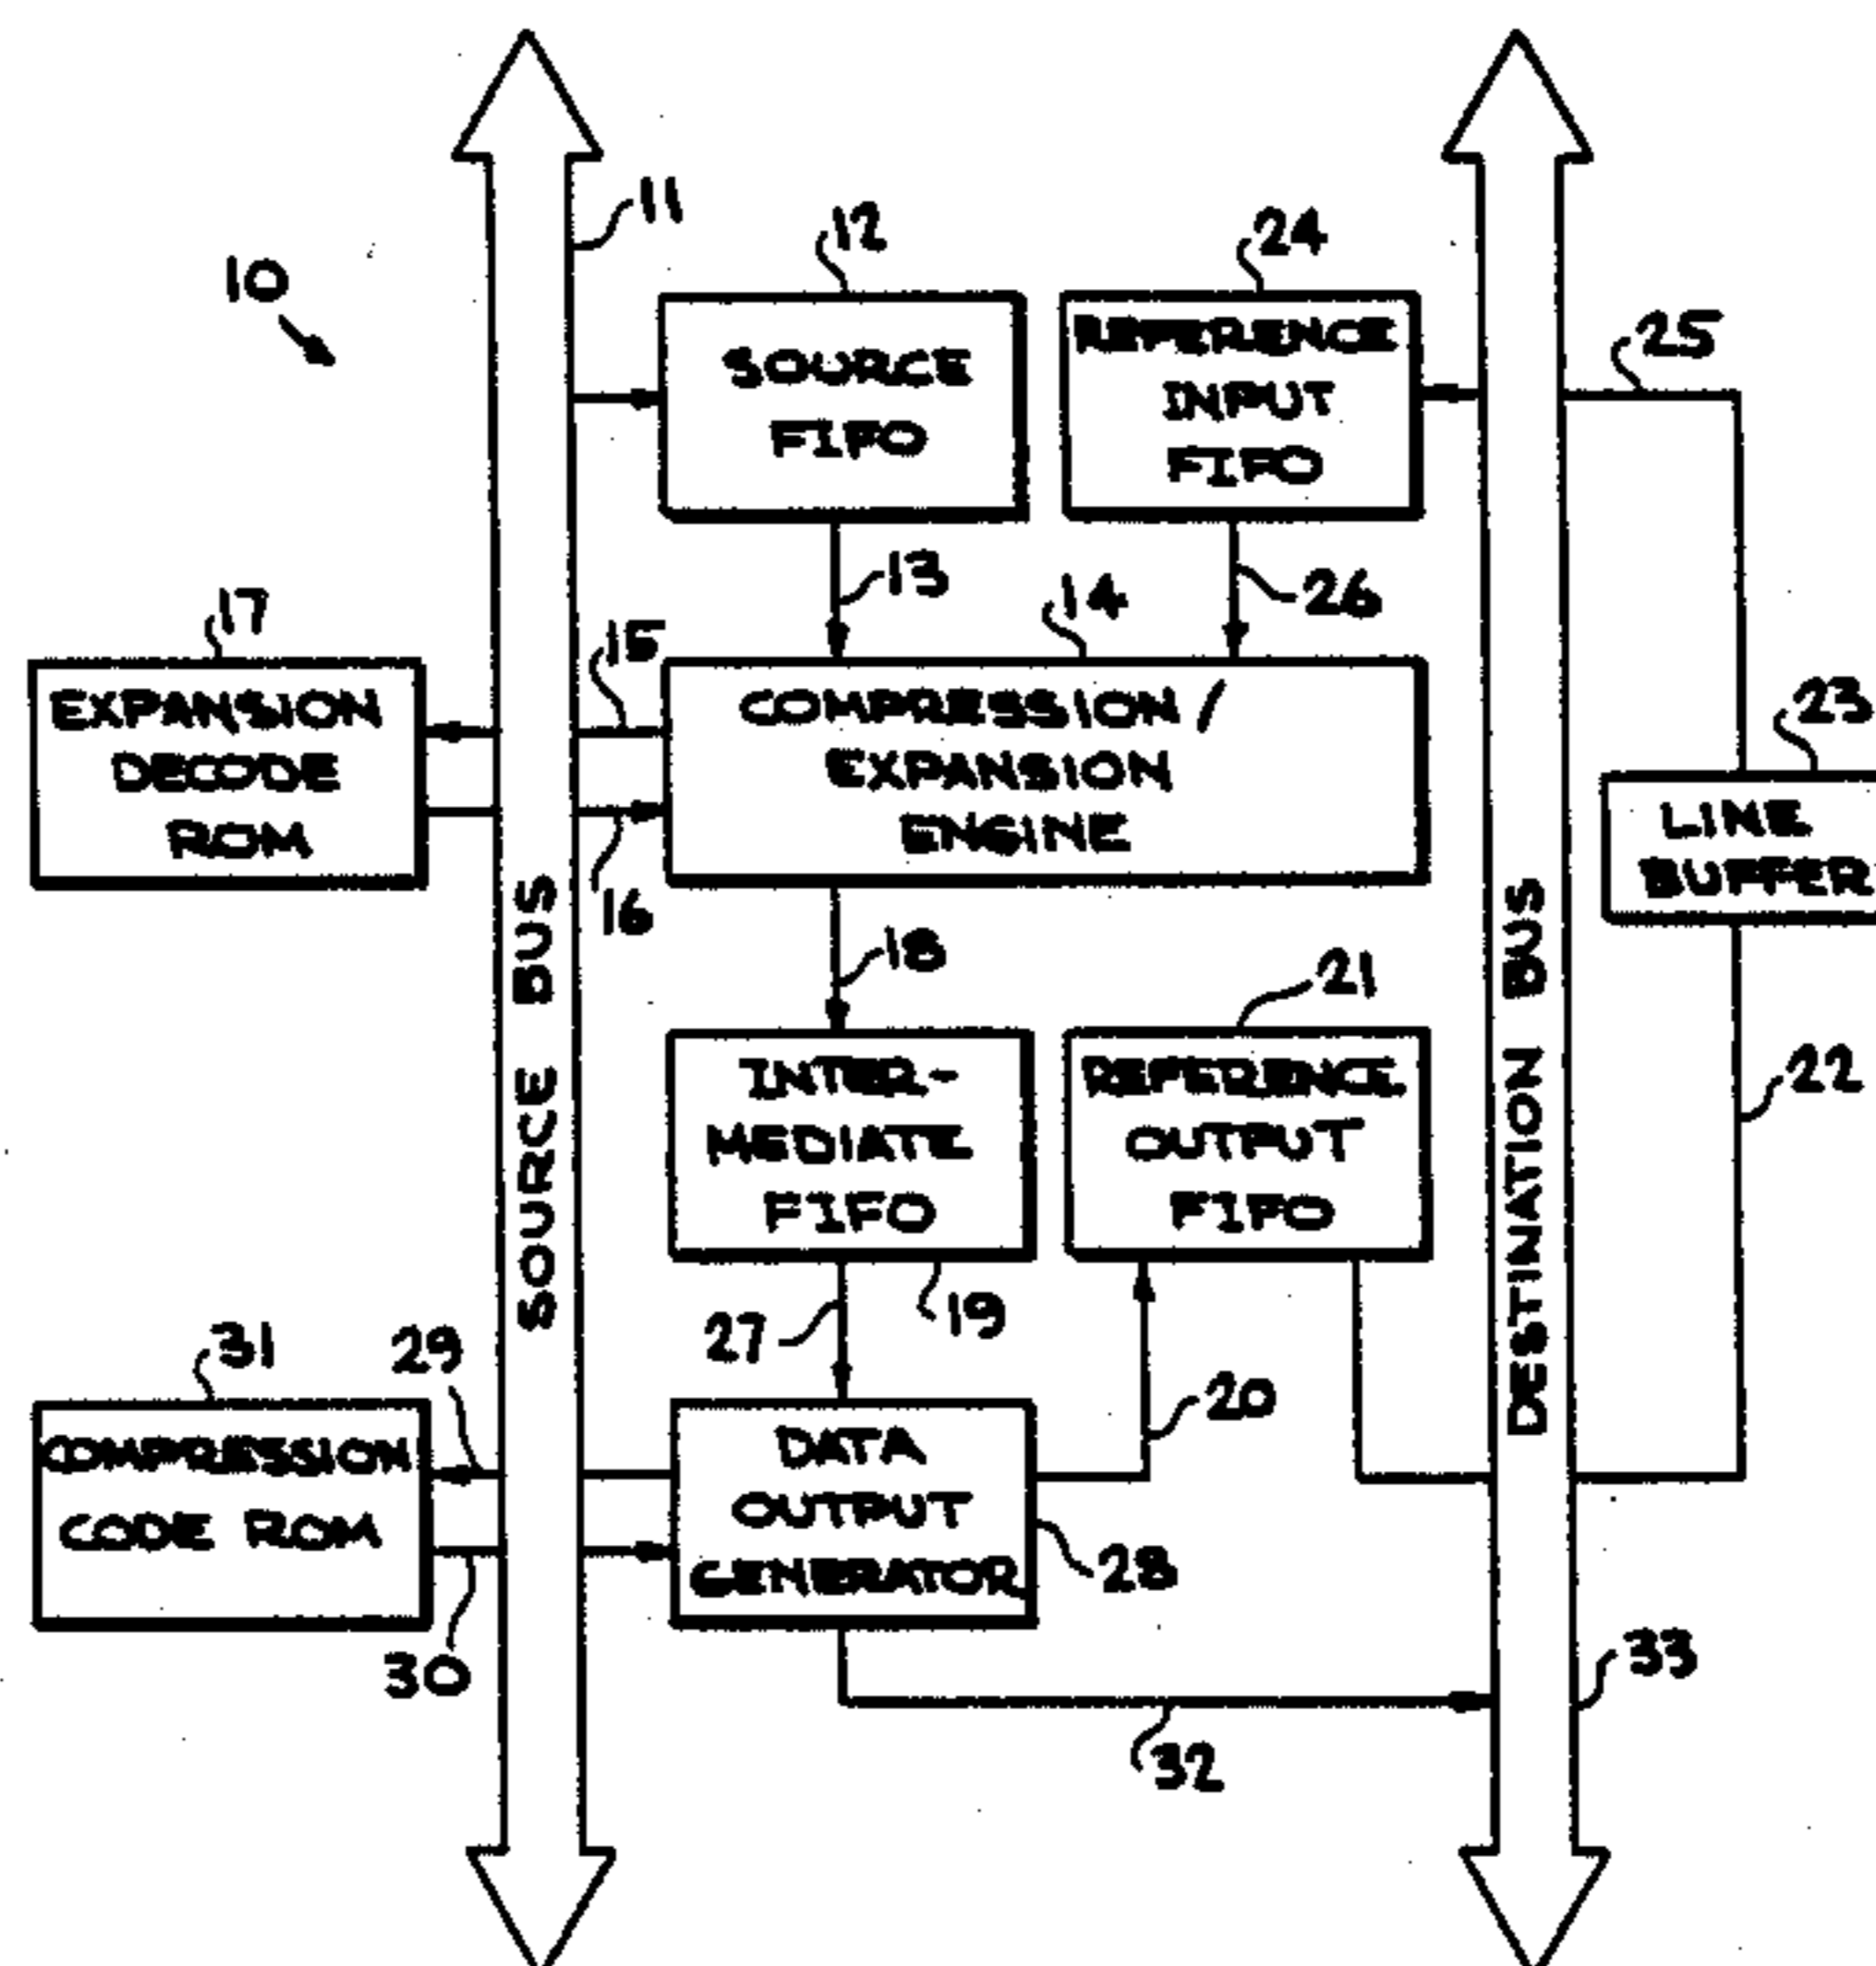 10
11
12
24
SOURCE
FIFO
REFERENCE
INPUT
FIFO
25
13
26
17
15
14
EXPANSION
DECODE
ROM
COMPRESSION /
EXPANSION
ENGINE
23
LINE
BUFFER
16
18
21
SOURCE BUS
DESTINATION BUS
INTER-
MEDIATE
FIFO
REFERENCE
OUTPUT
FIFO
22
27
19
31
29
20
COMPRESSION
CODE ROM
DATA
OUTPUT
GENERATOR
28
30
33
32